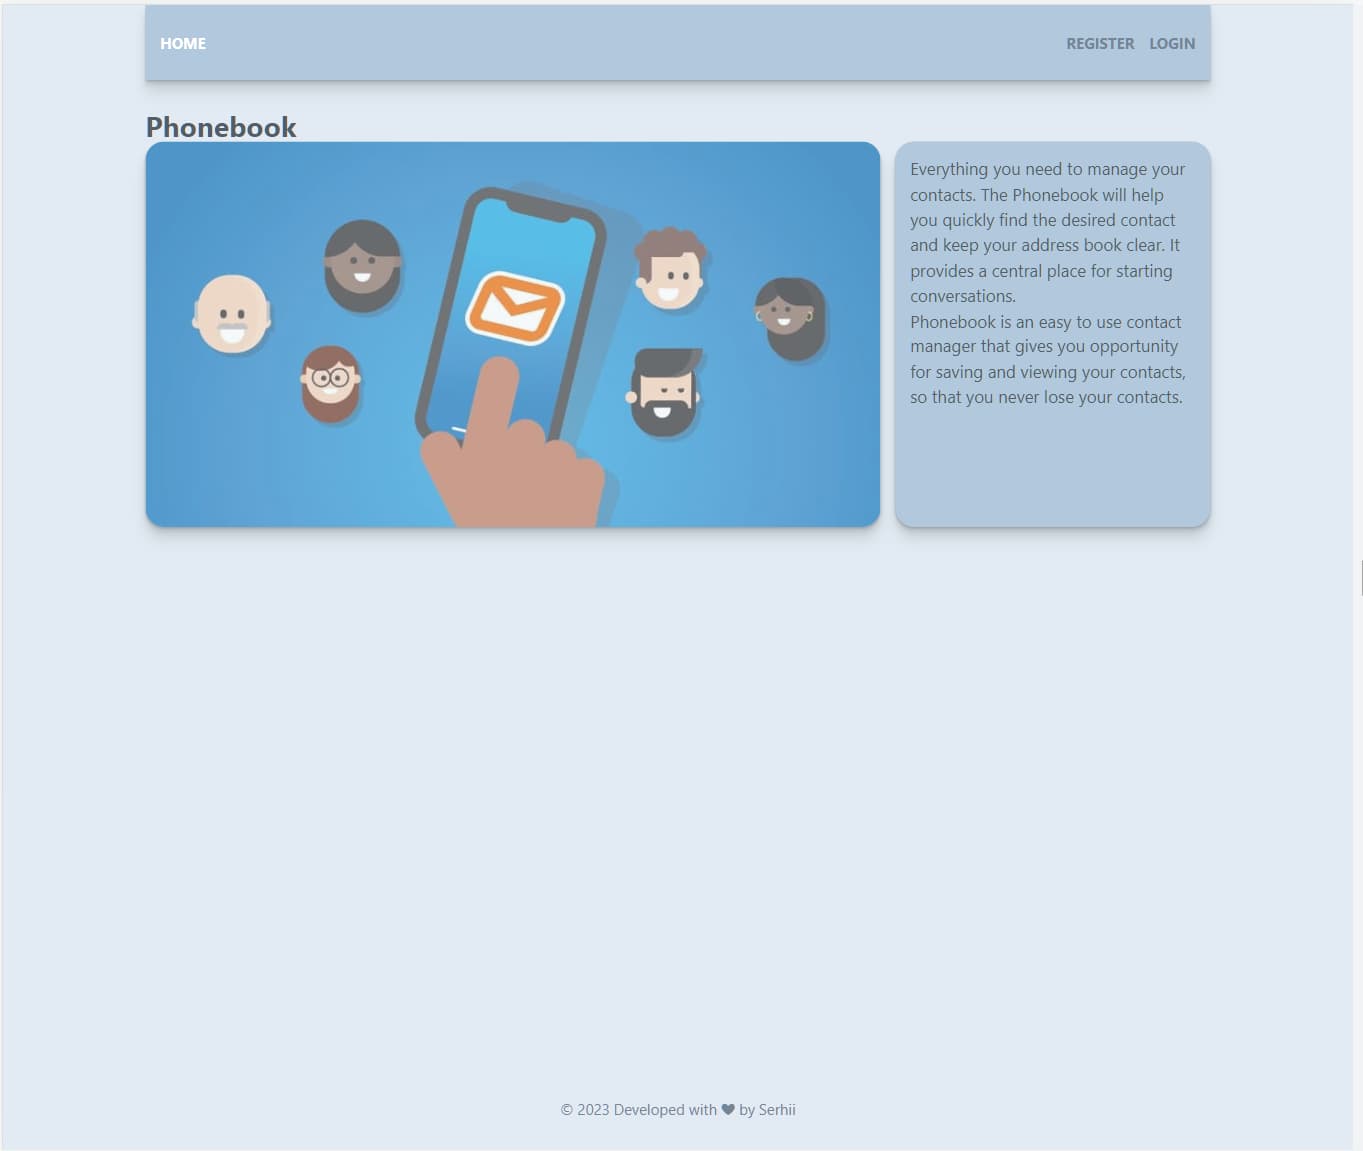 HOME
REGISTER LOGIN
Phonebook
Everything you need to manage your
contacts. The Phonebook will help
you quickly find the desired contact
and keep your address book clear. It
provides a central place for starting
conversations.
Phonebook is an easy to use contact
manager that gives you opportunity
for saving and viewing your contacts,
so that you never lose your contacts.
© 2023 Developed with ♥ by Serhii